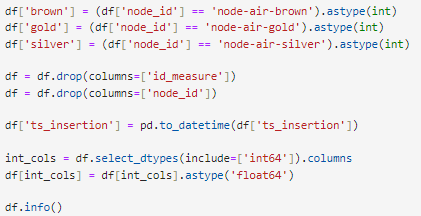 df['brown'] = (df['node_id'] == 'node-air-brown').astype(int)
df['gold'] = (df['node_id'] == 'node-air-gold').astype(int)
df['silver'] = (df['node_id'] == 'node-air-silver').astype(int)
df = df.drop(columns=['id_measure'])
df = df.drop(columns=['node_id'])
df['ts_insertion'] = pd.to_datetime(df['ts_insertion'])
int_cols = df.select_dtypes(include=['int64']).columns
df[int_cols] = df[int_cols].astype('float64')
df.info()